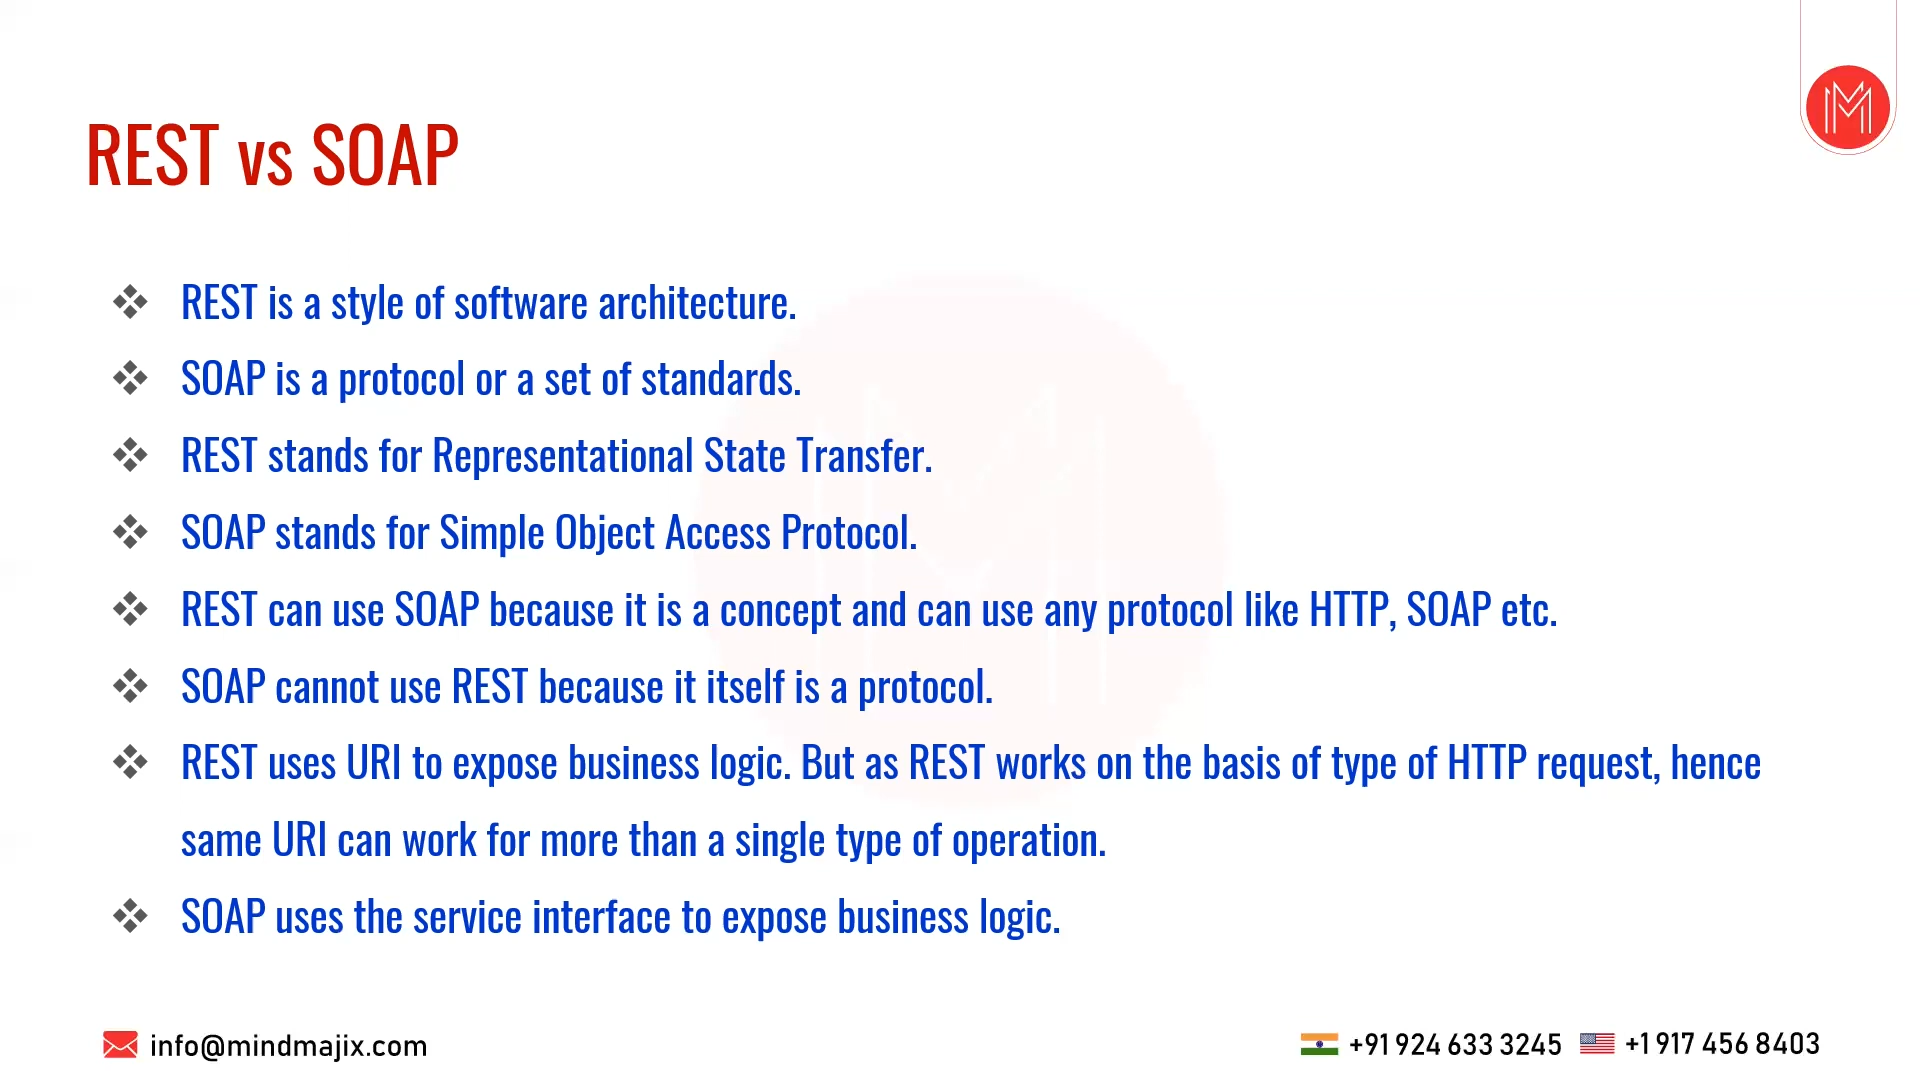 REST vs SOAP
REST is a style of software architecture.
SOAP is a protocol or a set of standards.
REST stands for Representational State Transfer.
SOAP stands for Simple Object Access Protocol.
REST can use SOAP because it is a concept and can use any protocol like HTTP, SOAP etc.
SOAP cannot use REST because it itself is a protocol.
REST uses URI to expose business logic. But as REST works on the basis of type of HTTP request, hence
same URI can work for more than a single type of operation.
SOAP uses the service interface to expose business logic.
info@mindmajix.com
+91 924 633 3245
+1 917 456 8403